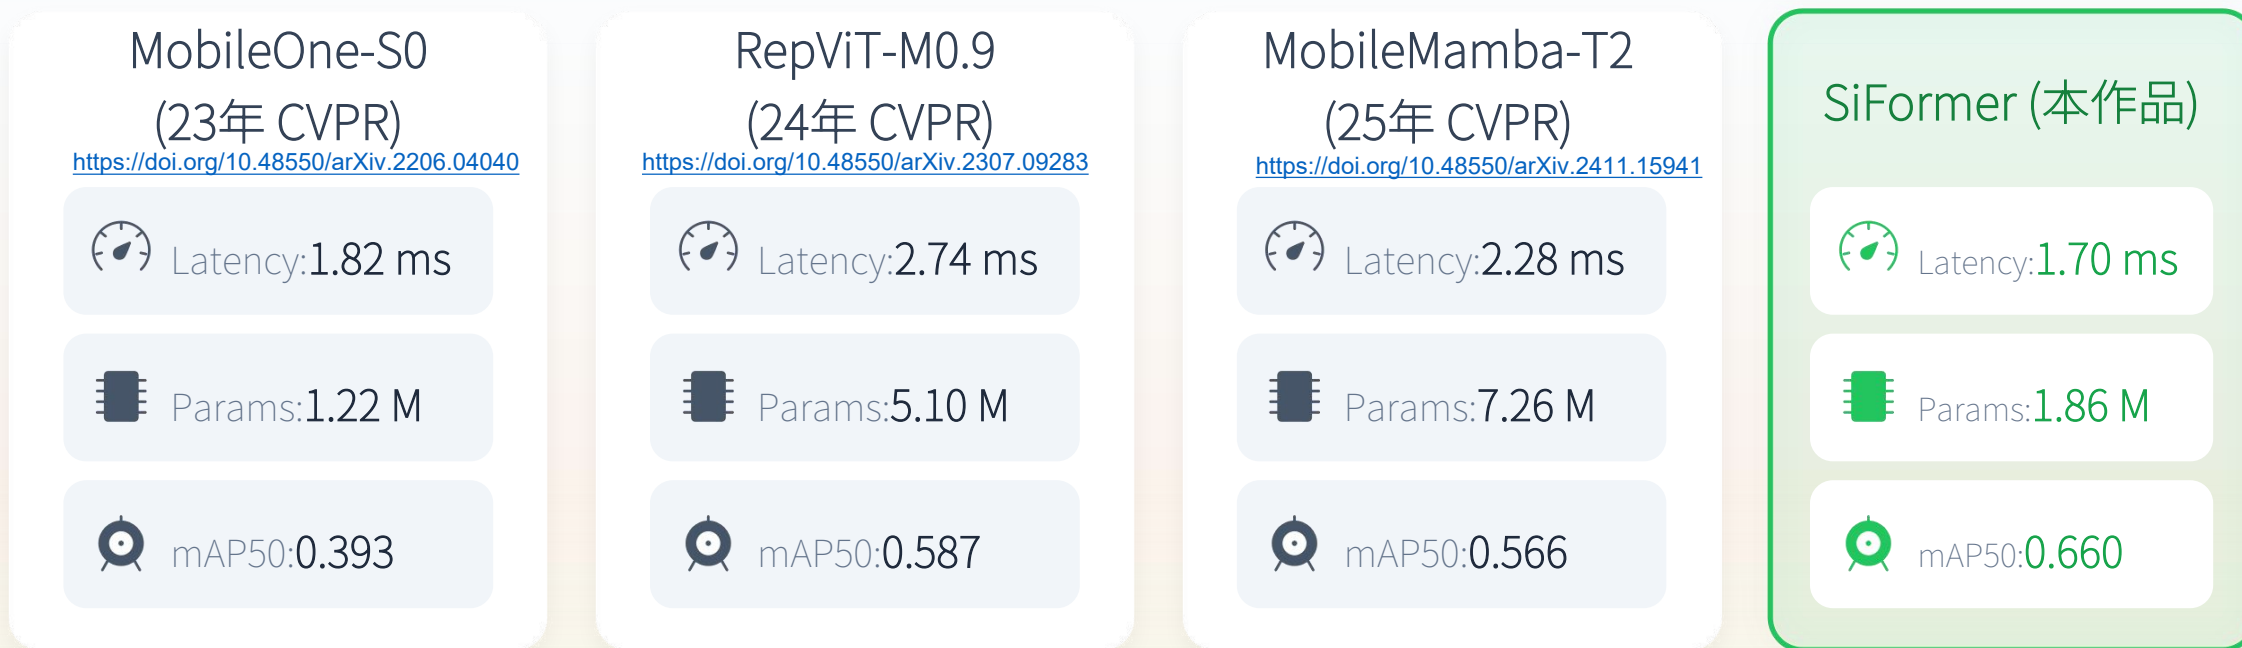 MobileOne-S0
(23年 CVPR)
https://doi.org/10.48550/arXiv.2206.04040
Latency:1.82 ms
Params:1.22 M
mAP50:0.393
RepViT-M0.9
(24年 CVPR)
https://doi.org/10.48550/arXiv.2307.09283
Latency:2.74 ms
Params:5.10 M
mAP50:0.587
MobileMamba-T2
(25年 CVPR)
https://doi.org/10.48550/arXiv.2411.15941
Latency:2.28 ms
Params:7.26 M
mAP50:0.566
SiFormer (本作品)
Latency:1.70 ms
Params:1.86 M
mAP50:0.660